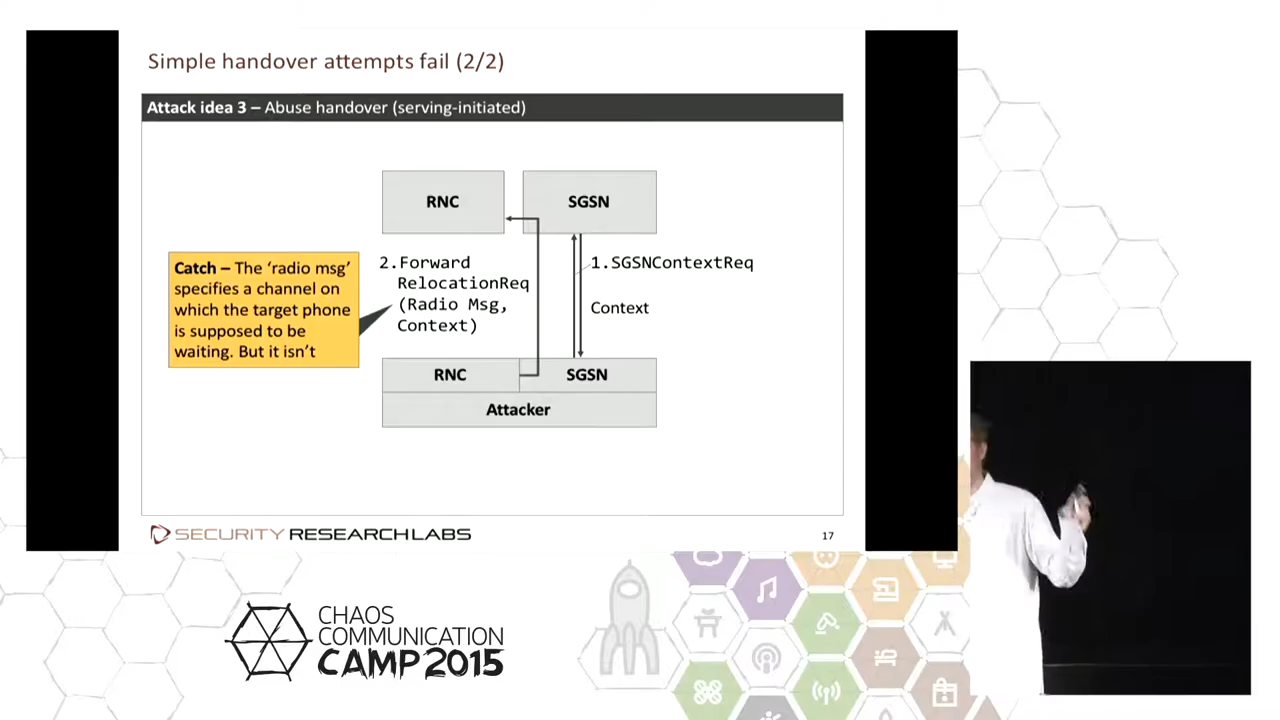 Simple handover attempts fail (2/2)
Attack idea 3 – Abuse handover (serving-initiated)
RNC
SGSN
Catch – The ‘radio msg’
specifies a channel on
which the target phone
is supposed to be
waiting. But it isn’t
2.Forward
RelocationReq
(Radio Msg,
Context)
1.SGSNContextReq
Context
RNC
SGSN
Attacker
SECURITY RESEARCH LABS
17
CHAOS
COMMUNICATION
CAMP 2015